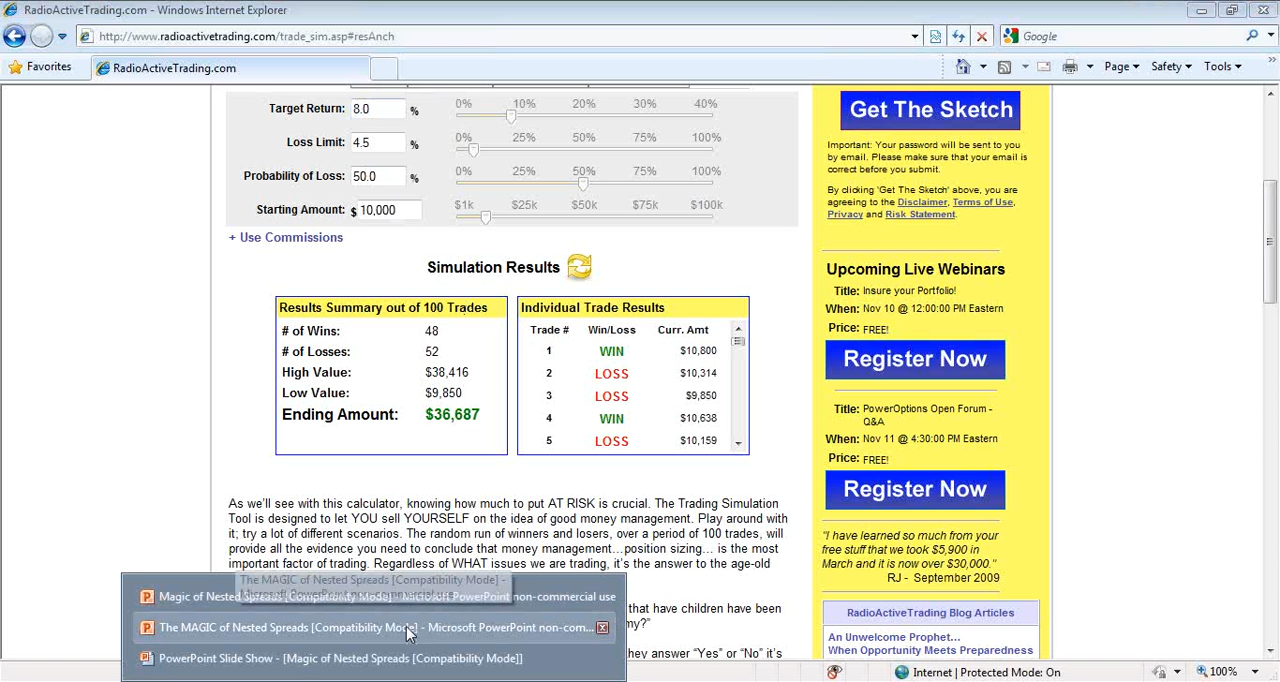 RadioActiveTrading.com - Windows Internet Explorer
http://www.radioactivetrading.com/trade_sim.asp#resAnch
Google
Favorites
RadioActiveTrading.com
Page
Safety
Tools
Target Return: 8.0 % 0% 10% 20% 30% 40%
Loss Limit: 4.5 % 0% 25% 50% 75% 100%
Probability of Loss: 50.0 % 0% 25% 50% 75% 100%
Starting Amount: $ 10,000 $1k $25k $50k $75k $100k
+ Use Commissions
Simulation Results
Results Summary out of 100 Trades
# of Wins: 48
# of Losses: 52
High Value: $38,416
Low Value: $9,850
Ending Amount: $36,687
Individual Trade Results
Trade # Win/Loss Curr. Amt
1 WIN $10,800
2 LOSS $10,314
3 LOSS $9,850
4 WIN $10,638
5 LOSS $10,159
As we'll see with this calculator, knowing how much to put AT RISK is crucial. The Trading Simulation
Tool is designed to let YOU sell YOURSELF on the idea of good money management. Play around with
it; try a lot of different scenarios. The random run of winners and losers, over a period of 100 trades, will
provide all the evidence you need to conclude that money management…position sizing… is the most
important factor of trading. Regardless of WHAT issues we are trading, it's the answer to the age-old
that have children have been
my?"
they answer “Yes” or “No” it's
Get The Sketch
Important: Your password will be sent to you
by email. Please make sure that your email is
correct before you submit.
By clicking 'Get The Sketch' above, you are
agreeing to the Disclaimer, Terms of Use,
Privacy and Risk Statement.
Upcoming Live Webinars
Title: Insure your Portfolio!
When: Nov 10 @ 12:00:00 PM Eastern
Price: FREE!
Register Now
Title: PowerOptions Open Forum -
Q&A
When: Nov 11 @ 4:30:00 PM Eastern
Price: FREE!
Register Now
"I have learned so much from your
free stuff that we took $5,900 in
March and it is now over $30,000."
RJ - September 2009
RadioActiveTrading Blog Articles
An Unwelcome Prophet...
When Opportunity Meets Preparedness
The MAGIC of Nested Spreads [Compatibility Mode] -
Microsoft PowerPoint non-commercial use
Magic of Nested Spreads [Compatibility Mode] - Microsoft PowerPoint non-commercial use
The MAGIC of Nested Spreads [Compatibility Mode] - Microsoft PowerPoint non-com...
PowerPoint Slide Show - [Magic of Nested Spreads [Compatibility Mode]]
Internet | Protected Mode: On
100%